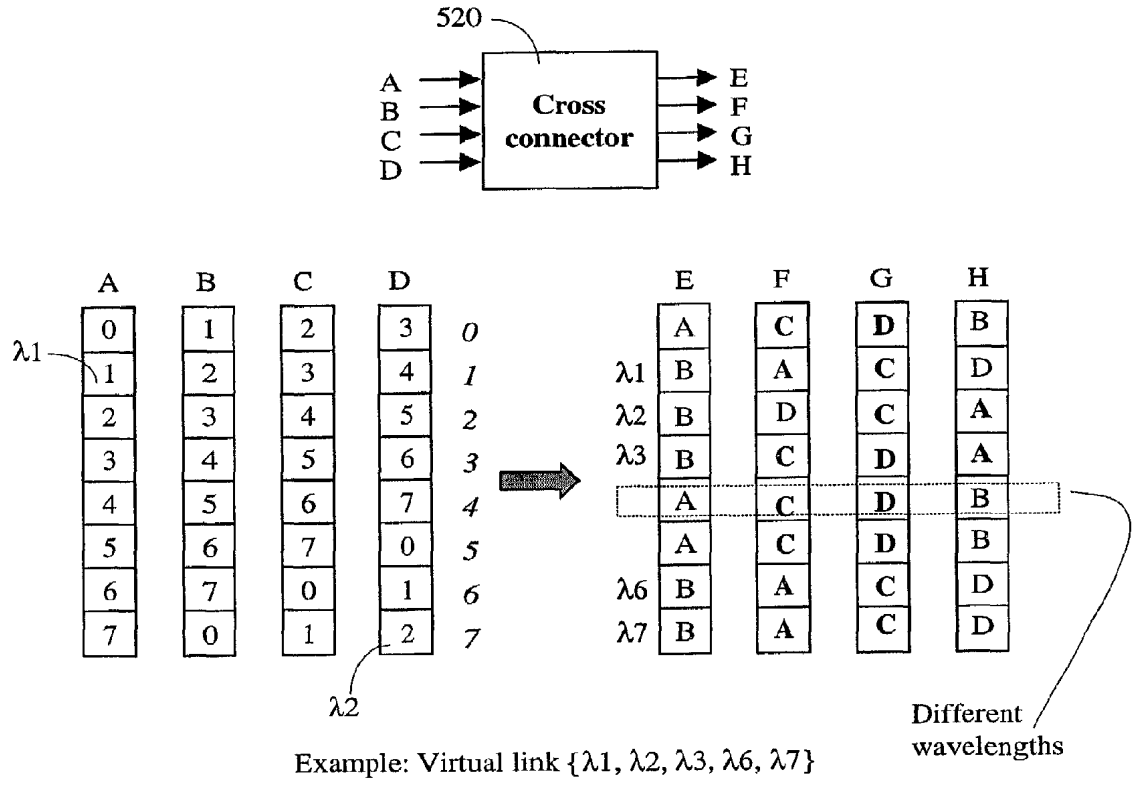 520
A E
B F
C G
D H
Cross
connector
A B C D E F G H
0 1 2 3 0 A C D B
λ1 1 2 3 4 1 λ1 B A C D
2 3 4 5 2 λ2 B D C A
3 4 5 6 3 λ3 B C D A
4 5 6 7 4 A C D B
5 6 7 0 5 A C D B
6 7 0 1 6 λ6 B A C D
7 0 1 2 7 λ7 B A C D
λ2
Different
wavelengths
Example: Virtual link {λ1, λ2, λ3, λ6, λ7}